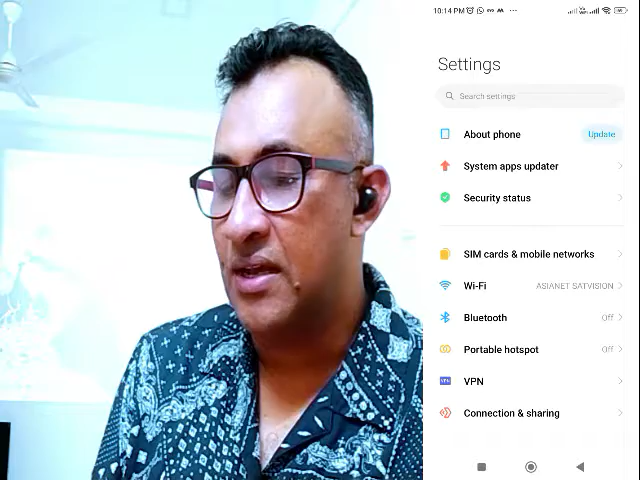 10:14 PM
Settings
Search settings
About phone
Update
System apps updater
Security status
SIM cards & mobile networks
Wi-Fi
ASIANET SATVISION
Bluetooth
Off
Portable hotspot
Off
VPN
VPN
Connection & sharing